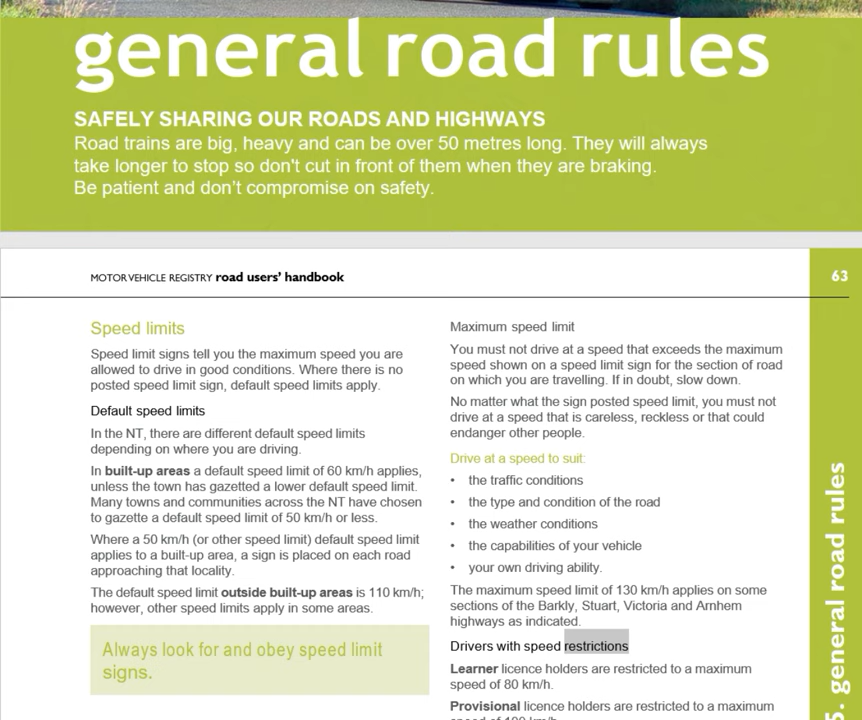 general road rules
SAFELY SHARING OUR ROADS AND HIGHWAYS
Road trains are big, heavy and can be over 50 metres long. They will always
take longer to stop so don't cut in front of them when they are braking.
Be patient and don't compromise on safety.
MOTOR VEHICLE REGISTRY road users' handbook
63
Speed limits
Speed limit signs tell you the maximum speed you are
allowed to drive in good conditions. Where there is no
posted speed limit sign, default speed limits apply.
Default speed limits
In the NT, there are different default speed limits
depending on where you are driving.
In built-up areas a default speed limit of 60 km/h applies,
unless the town has gazetted a lower default speed limit.
Many towns and communities across the NT have chosen
to gazette a default speed limit of 50 km/h or less.
Where a 50 km/h (or other speed limit) default speed limit
applies to a built-up area, a sign is placed on each road
approaching that locality.
The default speed limit outside built-up areas is 110 km/h;
however, other speed limits apply in some areas.
Always look for and obey speed limit
signs.
Maximum speed limit
You must not drive at a speed that exceeds the maximum
speed shown on a speed limit sign for the section of road
on which you are travelling. If in doubt, slow down.
No matter what the sign posted speed limit, you must not
drive at a speed that is careless, reckless or that could
endanger other people.
Drive at a speed to suit:
• the traffic conditions
• the type and condition of the road
• the weather conditions
• the capabilities of your vehicle
• your own driving ability.
The maximum speed limit of 130 km/h applies on some
sections of the Barkly, Stuart, Victoria and Arnhem
highways as indicated.
Drivers with speed restrictions
Learner licence holders are restricted to a maximum
speed of 80 km/h.
Provisional licence holders are restricted to a maximum
5. general road rules